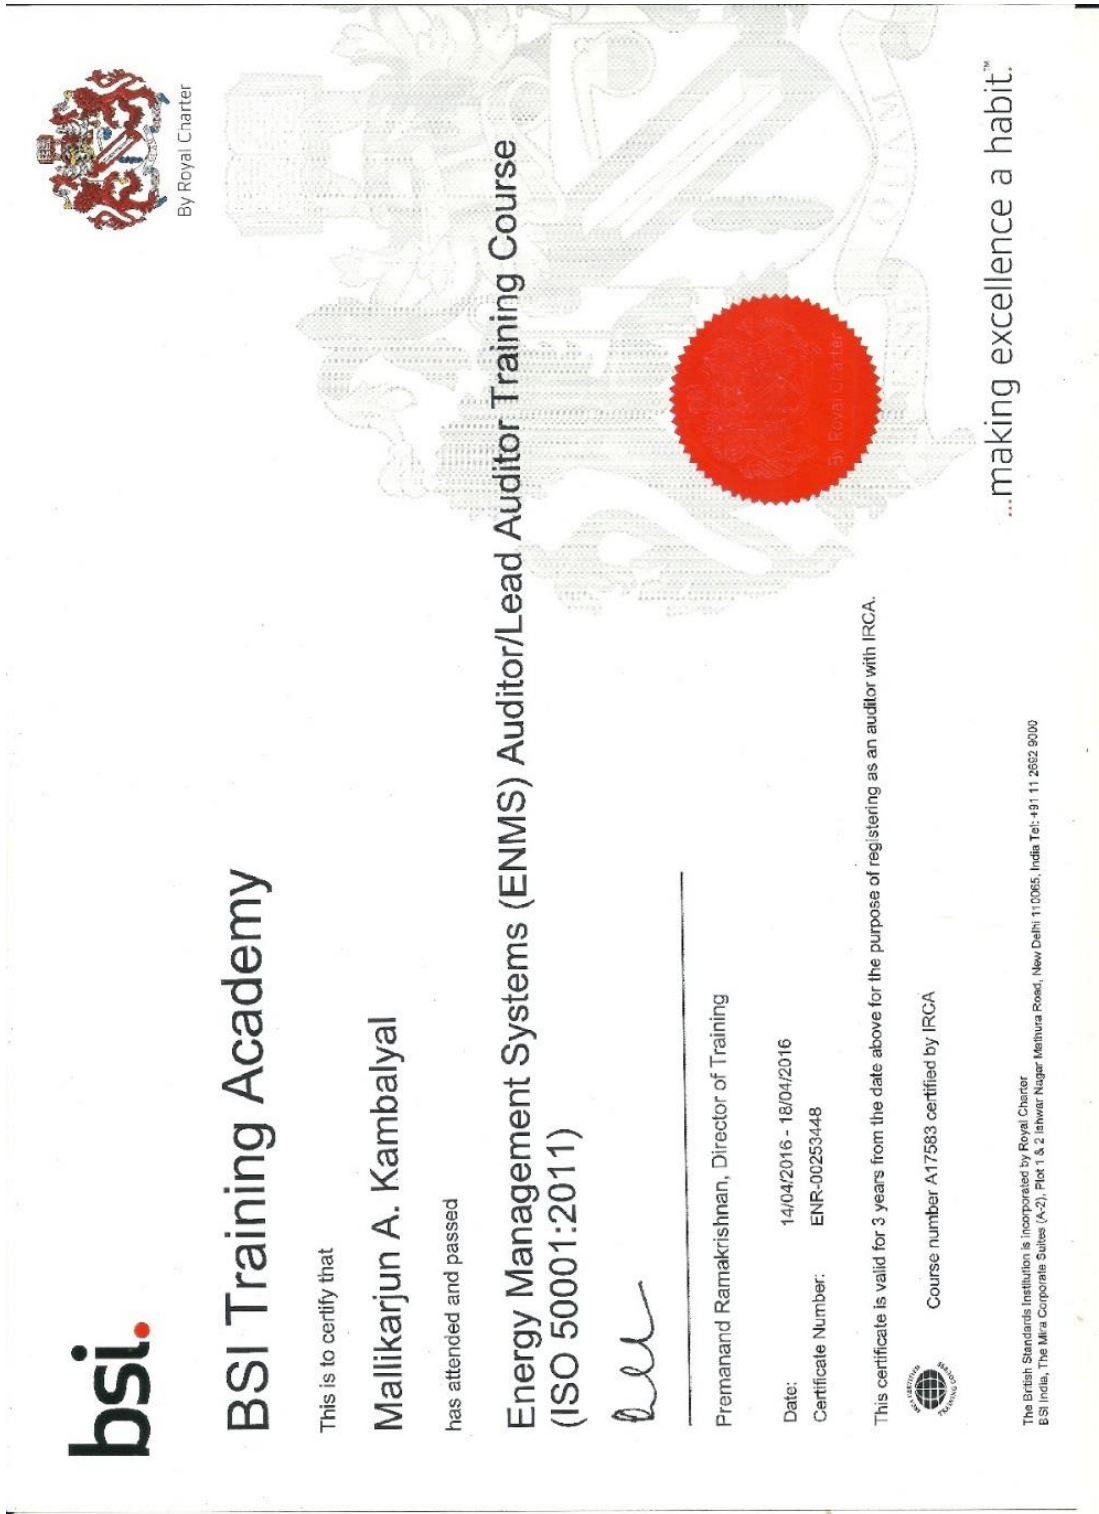 bsi.
By Royal Charter
BSI Training Academy
This is to certify that
Mallikarjun A. Kambalyal
has attended and passed
Energy Management Systems (ENMS) Auditor/Lead Auditor Training Course
(ISO 50001:2011)
Premanand Ramakrishnan, Director of Training
Date: 14/04/2016 - 18/04/2016
Certificate Number: ENR-00253448
This certificate is valid for 3 years from the date above for the purpose of registering as an auditor with IRCA.
Course number A17583 certified by IRCA
By Royal Charter
The British Standards Institution is incorporated by Royal Charter
BSI India, The Mira Corporate Suites (A-2), Plot 1 & 2 Ishwar Nagar Mathura Road, New Delhi 110065, India Tel: +91 11 2692 9000
...making excellence a habit.™